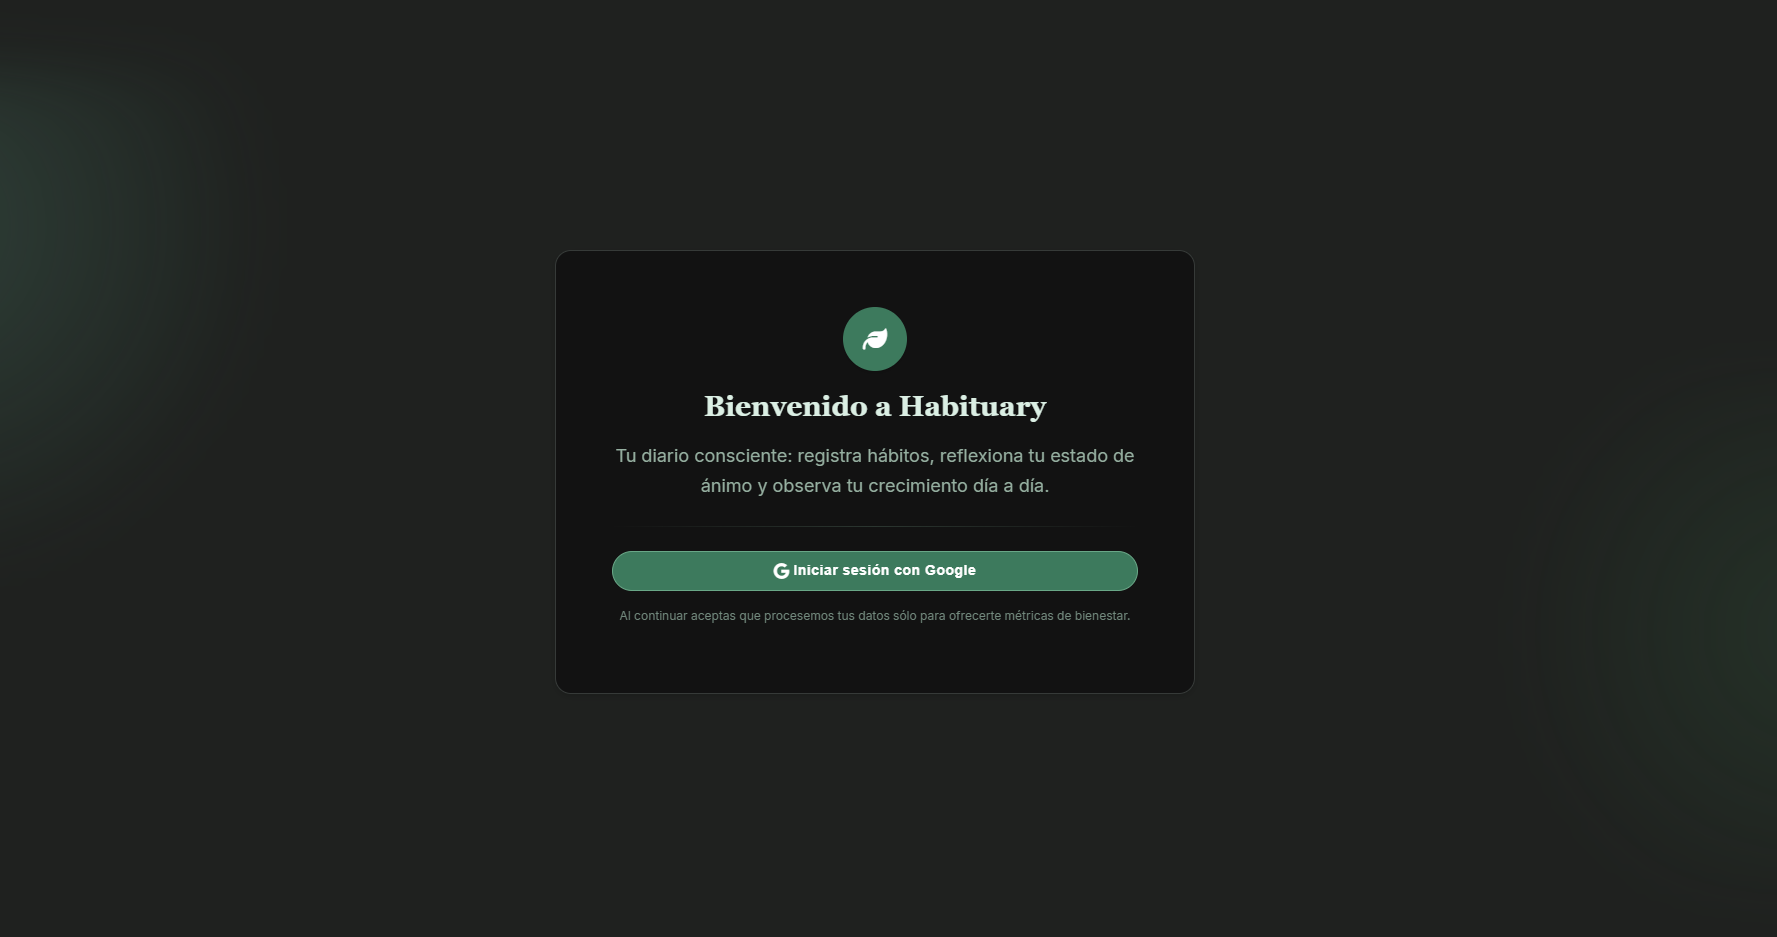 Bienvenido a Habituary
Tu diario consciente: registra hábitos, reflexiona tu estado de
ánimo y observa tu crecimiento día a día.
Iniciar sesión con Google
Al continuar aceptas que procesemos tus datos sólo para ofrecerte métricas de bienestar.